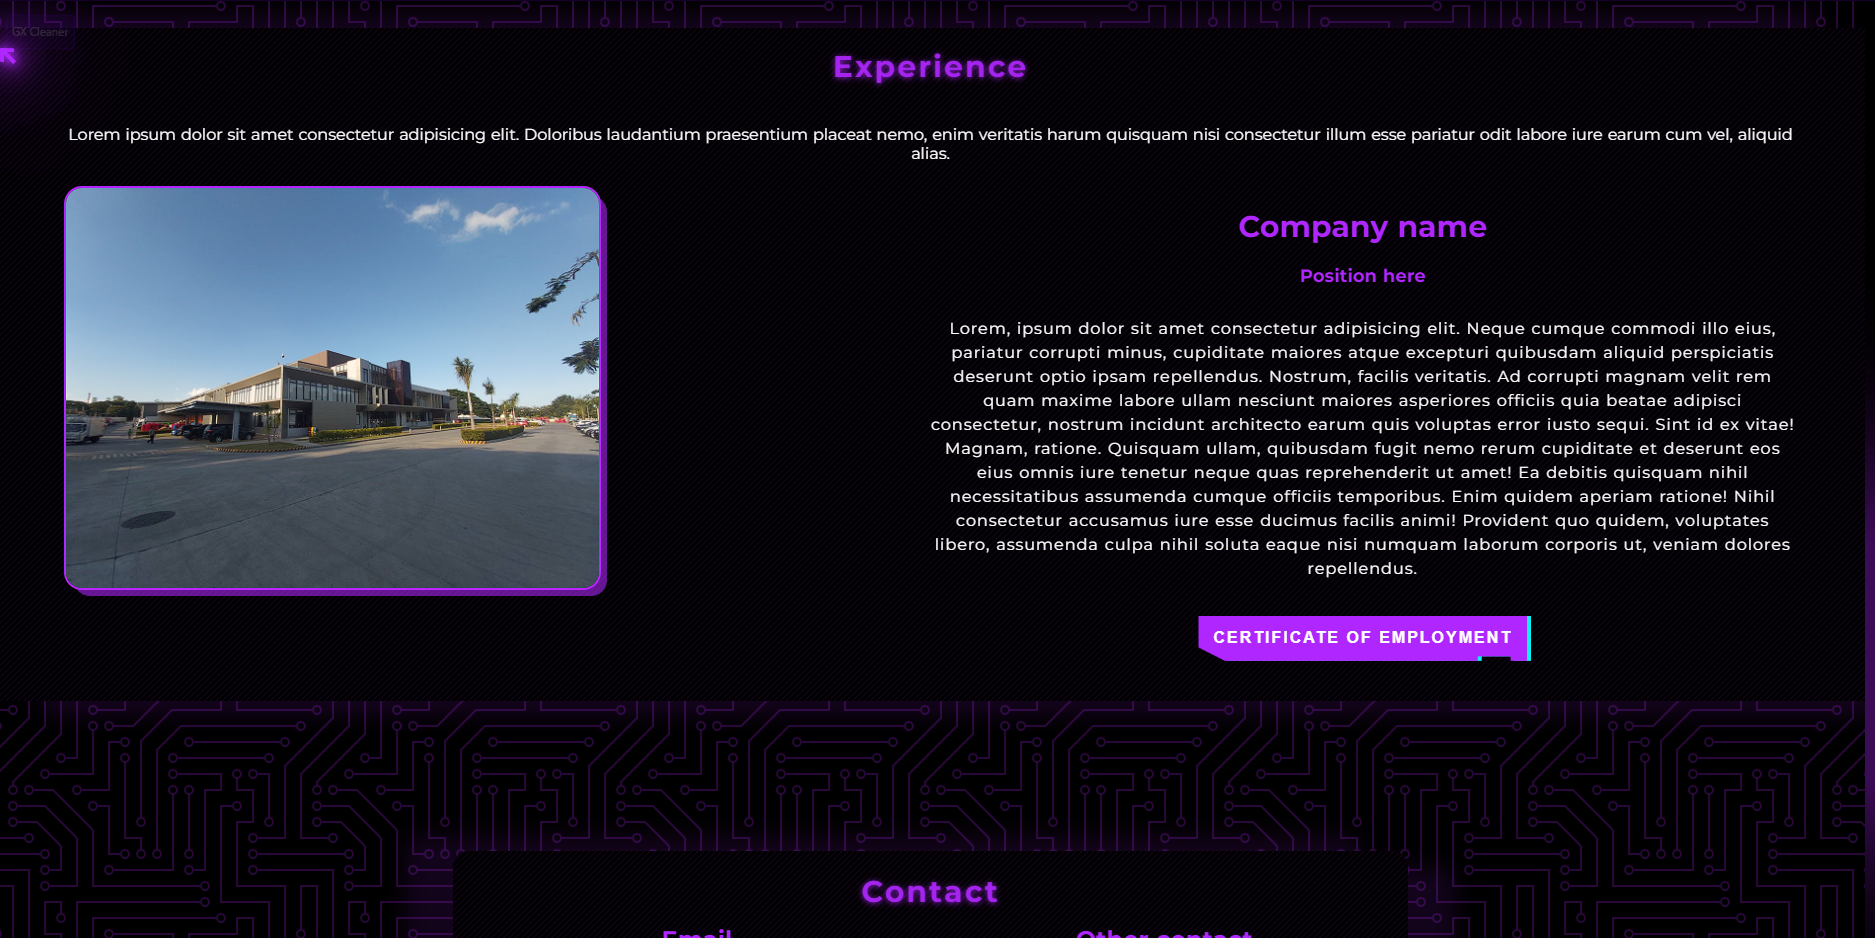 GX Cleaner
Experience
Lorem ipsum dolor sit amet consectetur adipisicing elit. Doloribus laudantium praesentium placeat nemo, enim veritatis harum quisquam nisi consectetur illum esse pariatur odit labore iure earum cum vel, aliquid
alias.
Company name
Position here
Lorem, ipsum dolor sit amet consectetur adipisicing elit. Neque cumque commodi illo eius,
pariatur corrupti minus, cupiditate maiores atque excepturi quibusdam aliquid perspiciatis
deserunt optio ipsam repellendus. Nostrum, facilis veritatis. Ad corrupti magnam velit rem
quam maxime labore ullam nesciunt maiores asperiores officiis quia beatae adipisci
consectetur, nostrum incidunt architecto earum quis voluptas error iusto sequi. Sint id ex vitae!
Magnam, ratione. Quisquam ullam, quibusdam fugit nemo rerum cupiditate et deserunt eos
eius omnis iure tenetur neque quas reprehenderit ut amet! Ea debitis quisquam nihil
necessitatibus assumenda cumque officiis temporibus. Enim quidem aperiam ratione! Nihil
consectetur accusamus iure esse ducimus facilis animi! Provident quo quidem, voluptates
libero, assumenda culpa nihil soluta eaque nisi numquam laborum corporis ut, veniam dolores
repellendus.
CERTIFICATE OF EMPLOYMENT
Contact
Email
Other contact